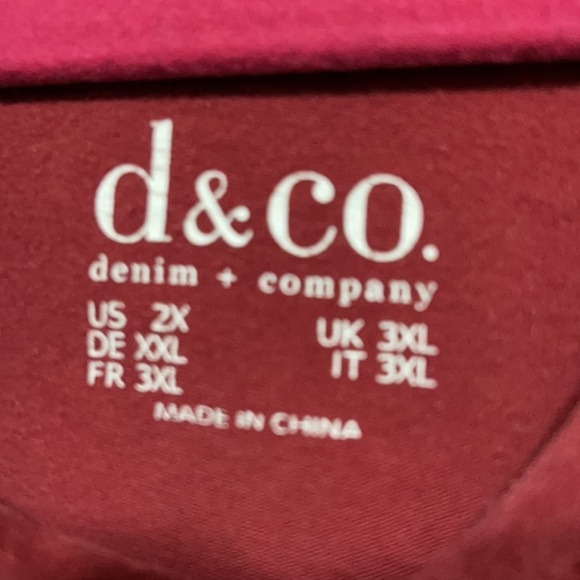 d&co.
denim + company
US 2X
DE XXL
FR 3XL
UK 3XL
IT 3XL
MADE IN CHINA